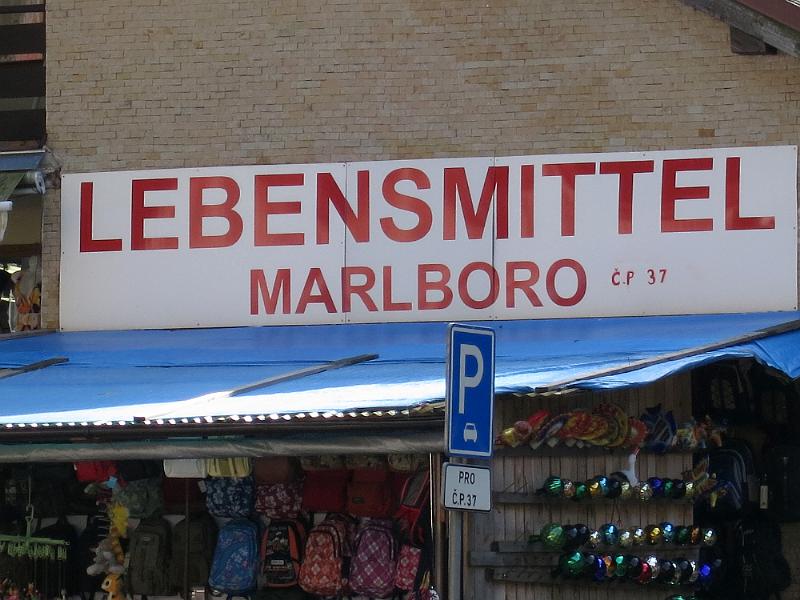 LEBENSMITTEL
MARLBORO Č.P 37
P
PRO
Č.P.37